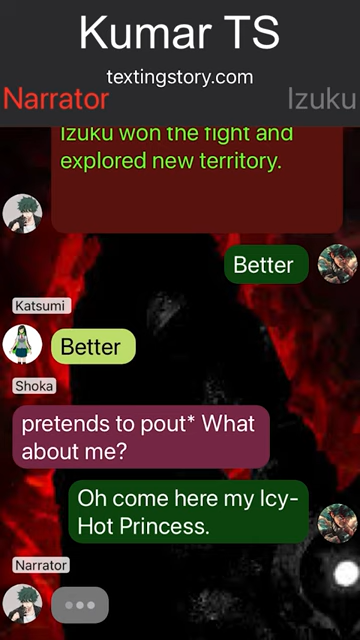 Kumar TS
textingstory.com
Narrator
Izuku
Izuku won the fight and
explored new territory.
Better
Katsumi
Better
Shoka
pretends to pout* What
about me?
Oh come here my Icy-
Hot Princess.
Narrator